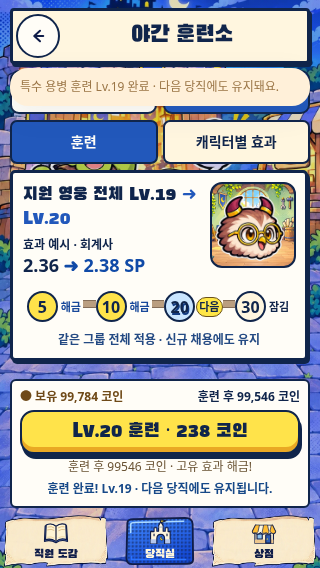 야간 훈련소
특수 용병 훈련 Lv.19 완료 · 다음 당직에도 유지돼요.
훈련
캐릭터별 효과
지원 영웅 전체 Lv.19 →
Lv.20
효과 예시 · 회계사
2.36 → 2.38 SP
5 해금 10 해금 20 다음 30 잠김
같은 그룹 전체 적용 · 신규 채용에도 유지
보유 99,784 코인
훈련 후 99,546 코인
Lv.20 훈련 · 238 코인
훈련 후 99546 코인 · 고유 효과 해금!
훈련 완료! Lv.19 · 다음 당직에도 유지됩니다.
직원 도감
당직실
상점